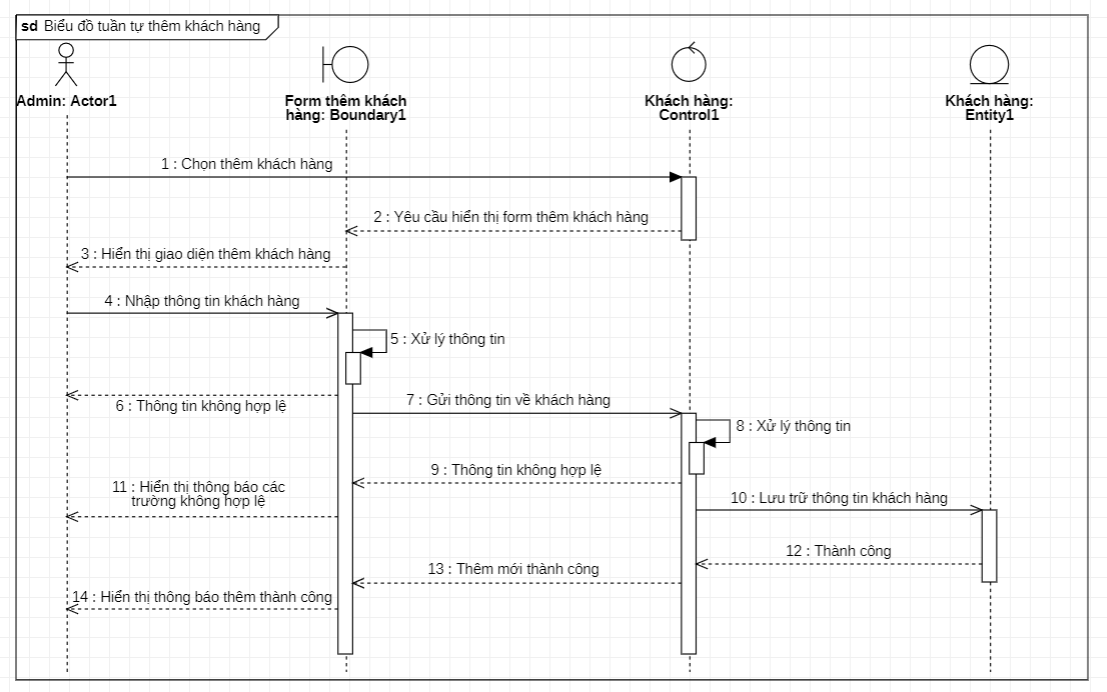 sd Biểu đồ tuần tự thêm khách hàng
Admin: Actor1
Form thêm khách
hàng: Boundary1
Khách hàng:
Control1
Khách hàng:
Entity1
1 : Chọn thêm khách hàng
2 : Yêu cầu hiển thị form thêm khách hàng
3 : Hiển thị giao diện thêm khách hàng
4 : Nhập thông tin khách hàng
5 : Xử lý thông tin
6 : Thông tin không hợp lệ
7 : Gửi thông tin về khách hàng
8 : Xử lý thông tin
9 : Thông tin không hợp lệ
11 : Hiển thị thông báo các
trường không hợp lệ
10 : Lưu trữ thông tin khách hàng
12 : Thành công
13 : Thêm mới thành công
14 : Hiển thị thông báo thêm thành công